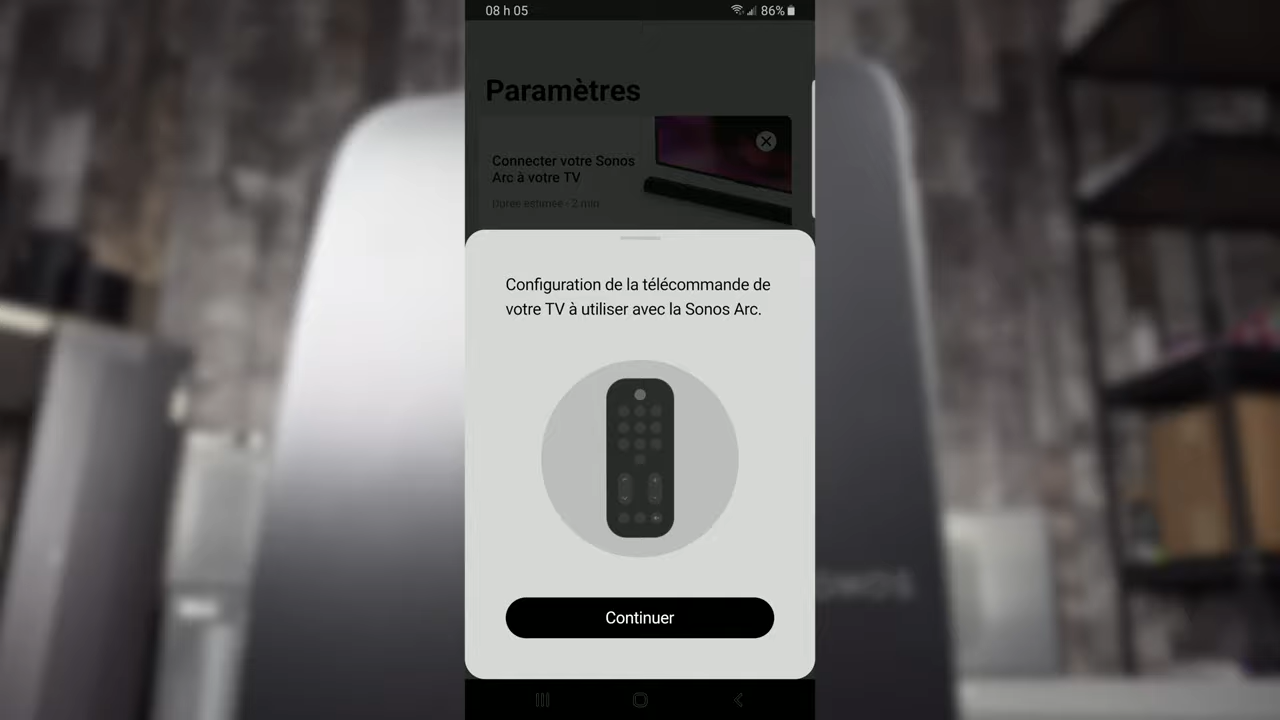 08 h 05
86%
Paramètres
Connecter votre Sonos
Arc à votre TV
Durée estimée - 2 min
Configuration de la télécommande de
votre TV à utiliser avec la Sonos Arc.
Continuer
SONOS